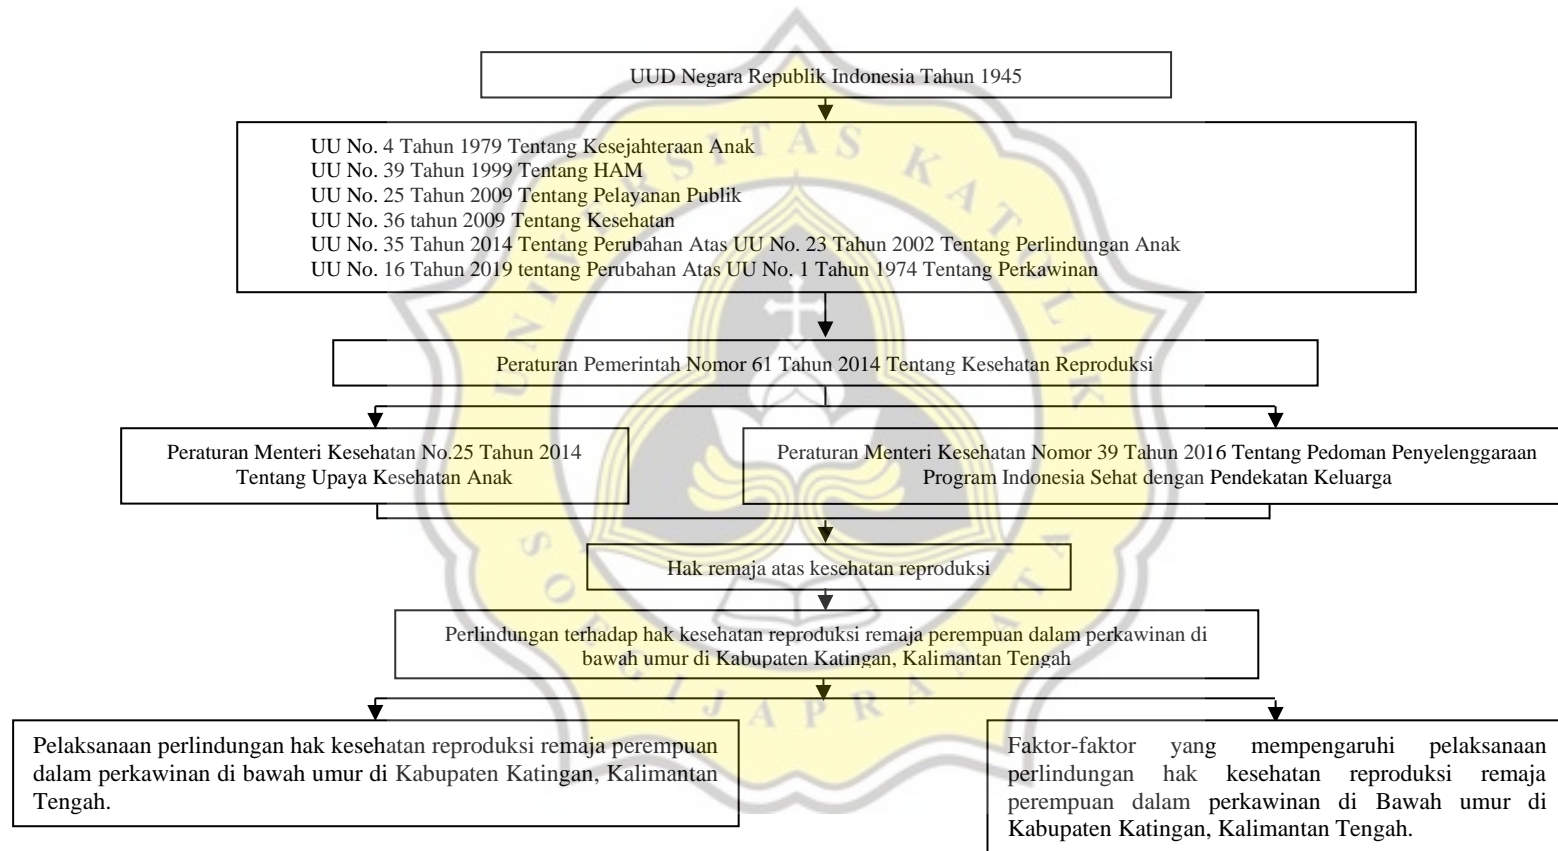 UUD Negara Republik Indonesia Tahun 1945
UU No. 4 Tahun 1979 Tentang Kesejahteraan Anak
UU No. 39 Tahun 1999 Tentang HAM
UU No. 25 Tahun 2009 Tentang Pelayanan Publik
UU No. 36 tahun 2009 Tentang Kesehatan
UU No. 35 Tahun 2014 Tentang Perubahan Atas UU No. 23 Tahun 2002 Tentang Perlindungan Anak
UU No. 16 Tahun 2019 tentang Perubahan Atas UU No. 1 Tahun 1974 Tentang Perkawinan
Peraturan Pemerintah Nomor 61 Tahun 2014 Tentang Kesehatan Reproduksi
Peraturan Menteri Kesehatan No.25 Tahun 2014
Tentang Upaya Kesehatan Anak
Peraturan Menteri Kesehatan Nomor 39 Tahun 2016 Tentang Pedoman Penyelenggaraan
Program Indonesia Sehat dengan Pendekatan Keluarga
Hak remaja atas kesehatan reproduksi
Perlindungan terhadap hak kesehatan reproduksi remaja perempuan dalam perkawinan di
bawah umur di Kabupaten Katingan, Kalimantan Tengah
Pelaksanaan perlindungan hak kesehatan reproduksi remaja perempuan
dalam perkawinan di bawah umur di Kabupaten Katingan, Kalimantan
Tengah.
Faktor-faktor yang mempengaruhi pelaksanaan
perlindungan hak kesehatan reproduksi remaja
perempuan dalam perkawinan di Bawah umur di
Kabupaten Katingan, Kalimantan Tengah.
UNIVERSITAS KATOLIK
SOEGIJAPRANATA